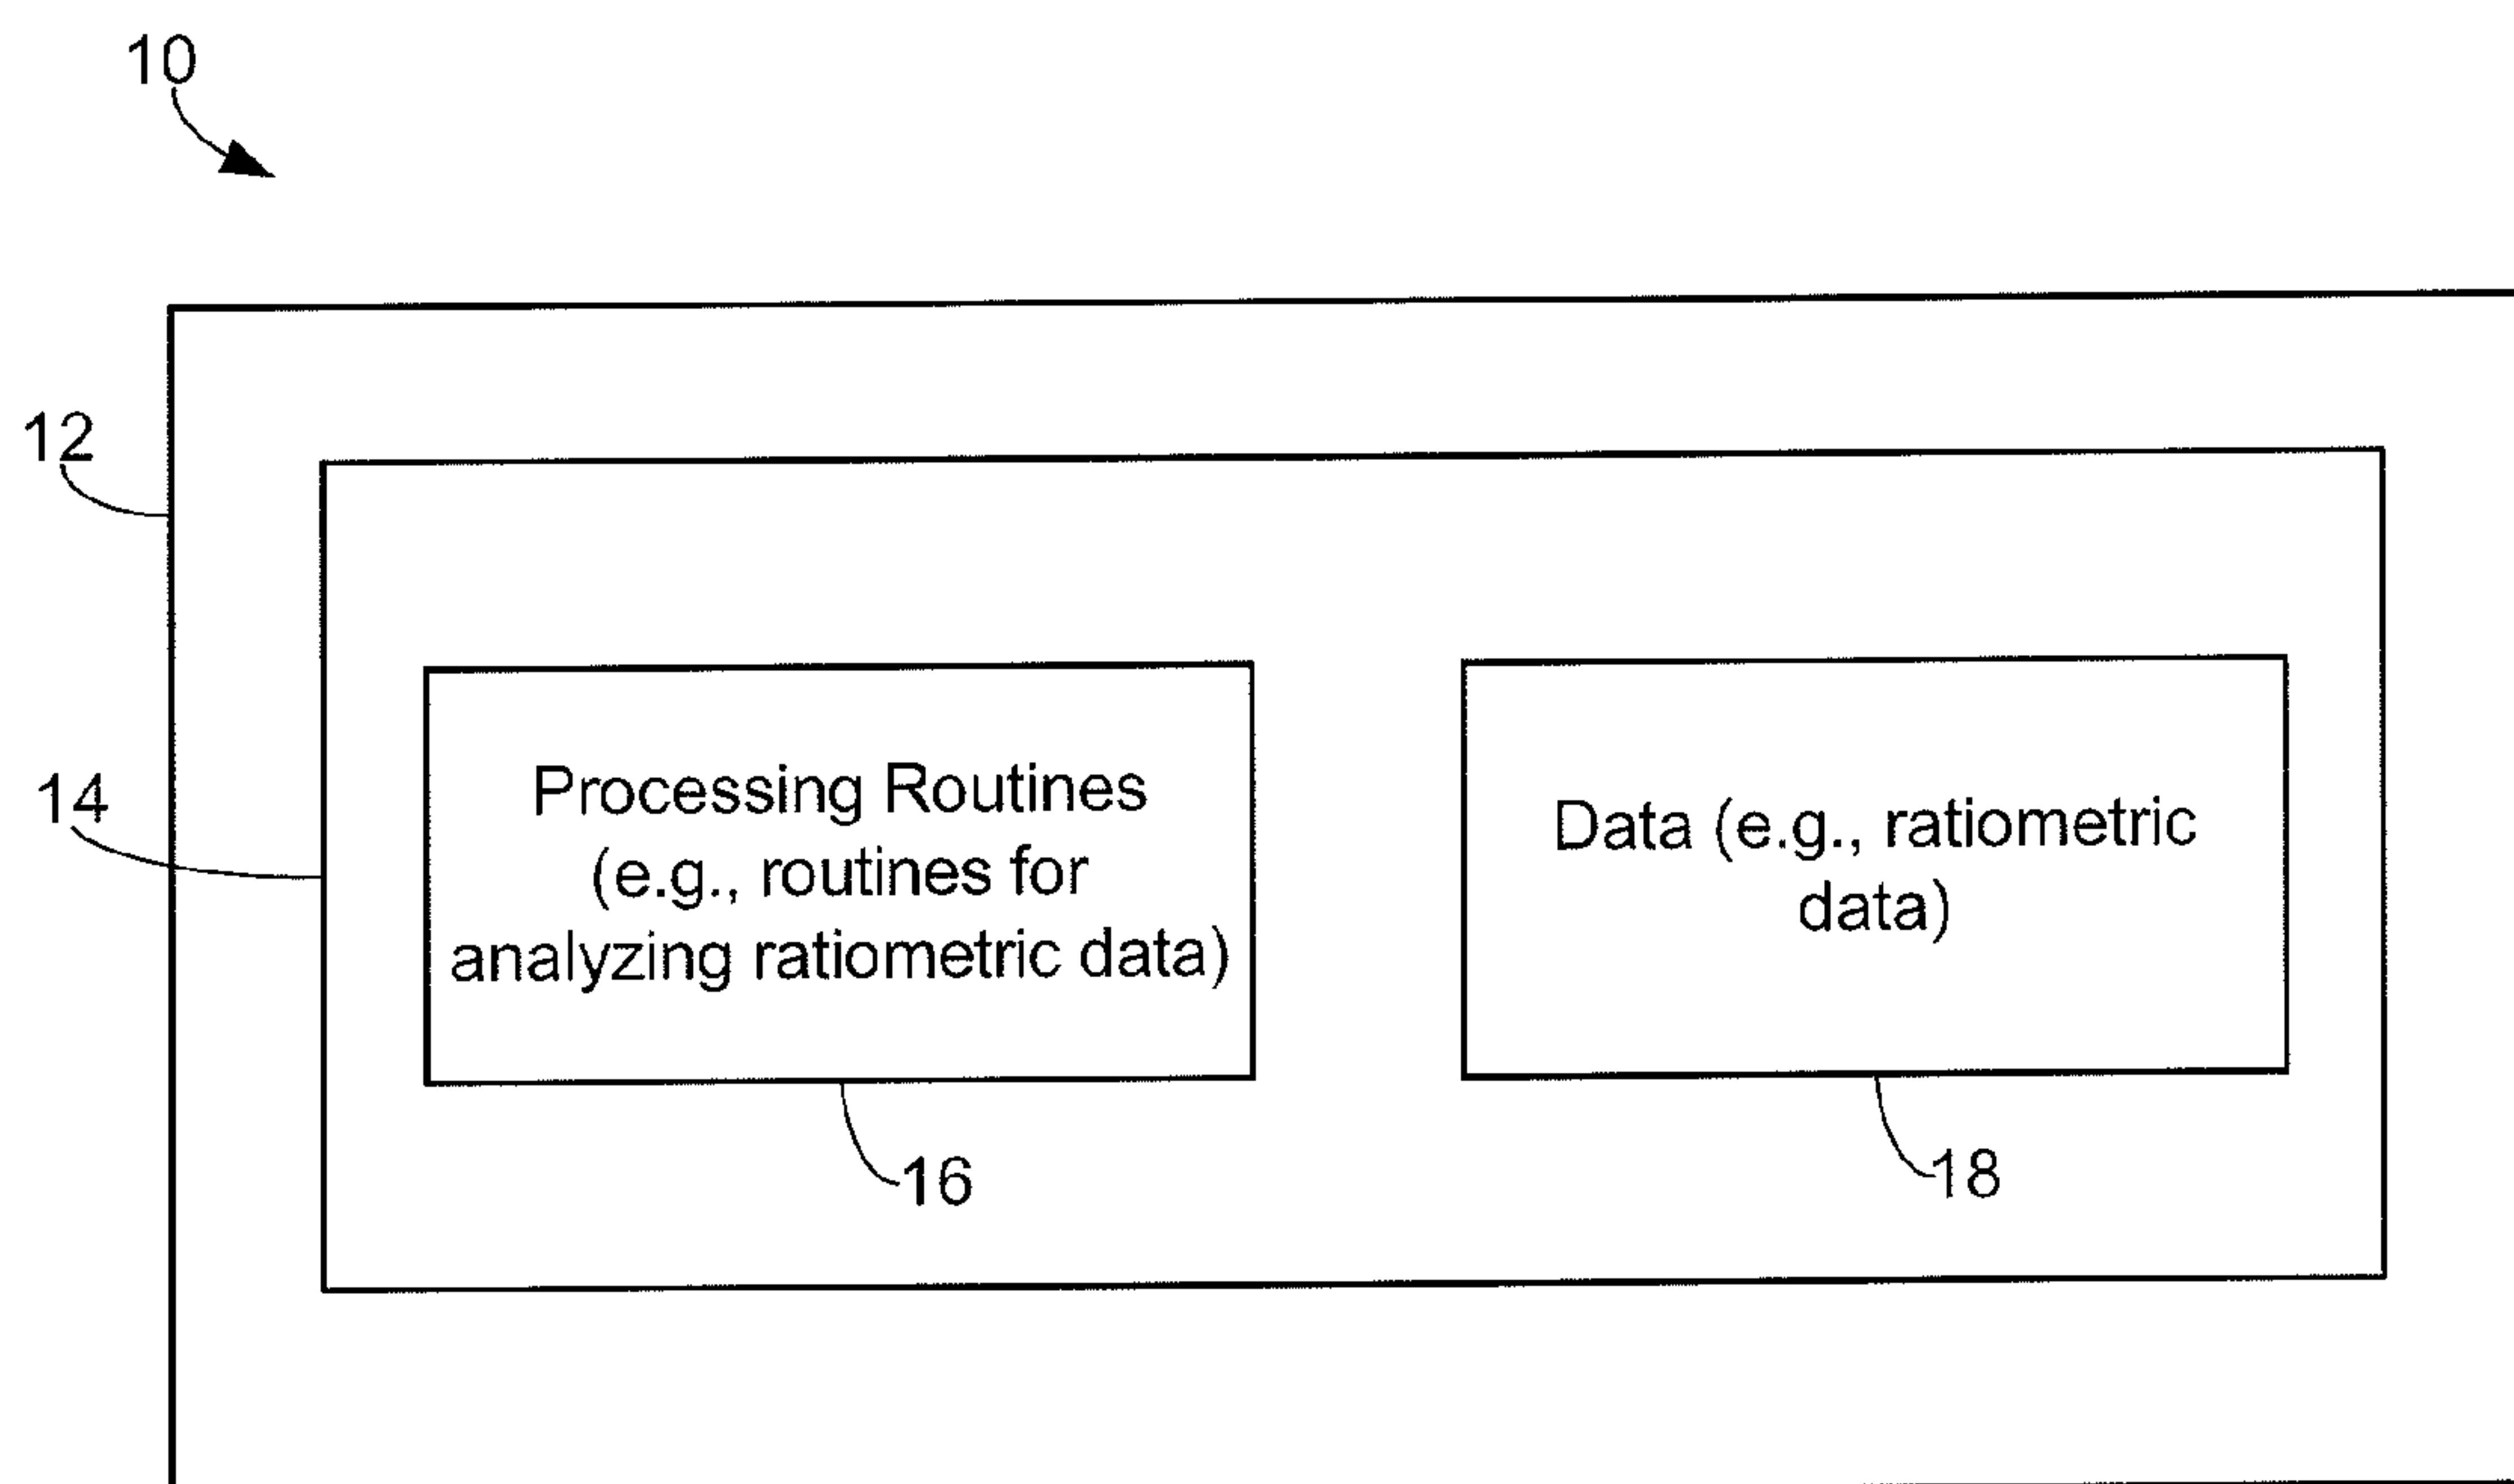 10
12
14
Processing Routines
(e.g., routines for
analyzing ratiometric data)
Data (e.g., ratiometric
data)
16
18